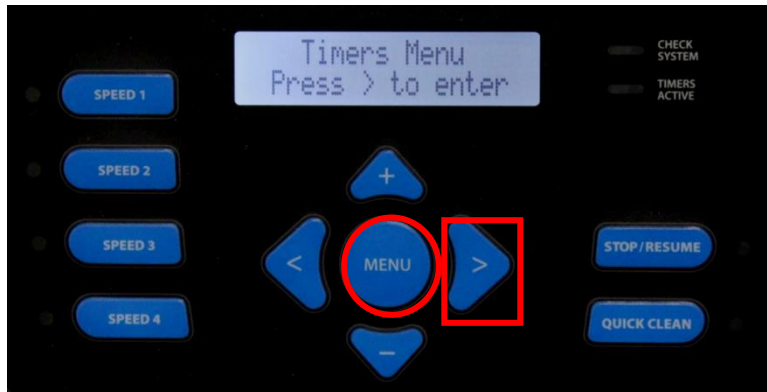 Timers Menu
Press > to enter
CHECK
SYSTEM
TIMERS
ACTIVE
SPEED 1
SPEED 2
SPEED 3
SPEED 4
+
<
MENU
>
−
STOP/RESUME
QUICK CLEAN